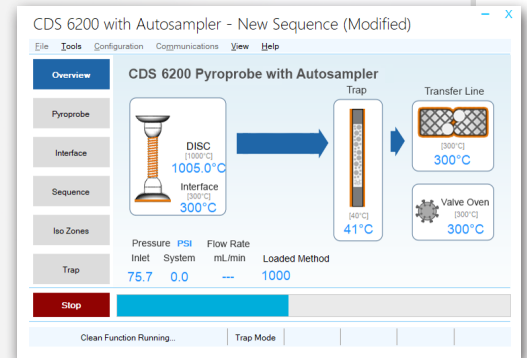 CDS 6200 with Autosampler - New Sequence (Modified)
File Tools Configuration Communications View Help
Overview
Pyroprobe
Interface
Sequence
Iso Zones
Trap
Stop
CDS 6200 Pyroprobe with Autosampler
DISC
[1000°C]
1005.0°C
Interface
[300°C]
300°C
Trap
[40°C]
41°C
Transfer Line
[300°C]
300°C
Valve Oven
[300°C]
300°C
Pressure PSI Flow Rate
Inlet System mL/min Loaded Method
75.7 0.0 --- 1000
Clean Function Running... Trap Mode